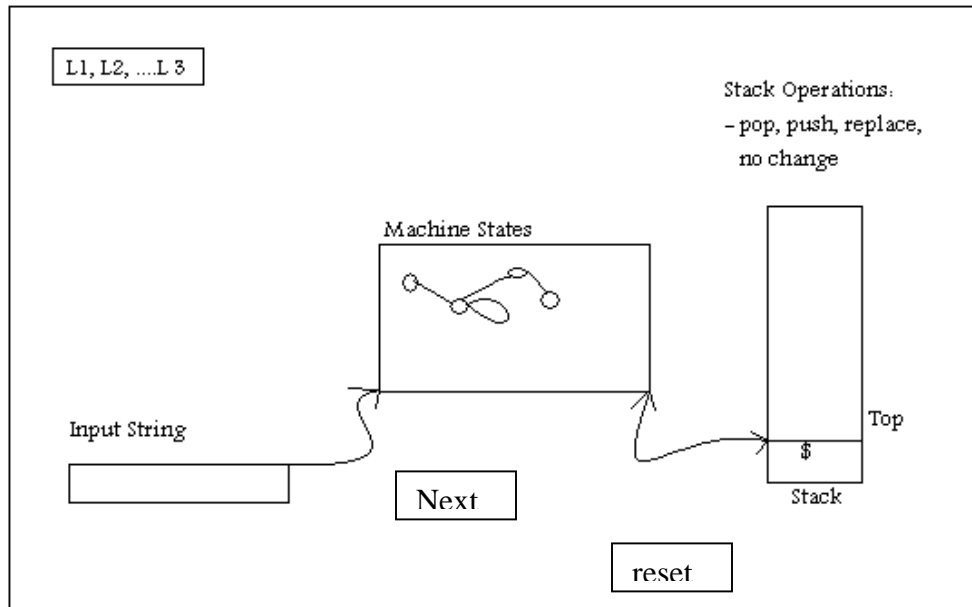 L1, L2, ....L 3
Stack Operations:
- pop, push, replace,
no change
Machine States
Input String
Top
$
Stack
Next
reset